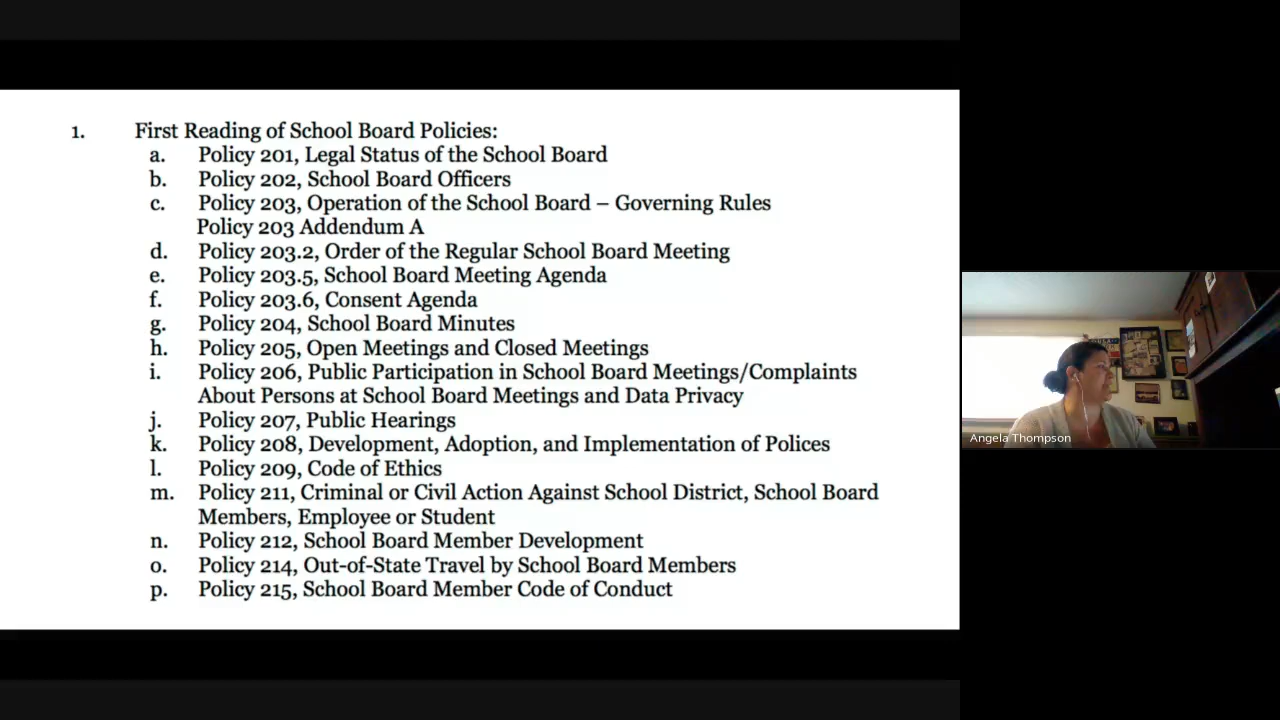 1. First Reading of School Board Policies:
a. Policy 201, Legal Status of the School Board
b. Policy 202, School Board Officers
c. Policy 203, Operation of the School Board – Governing Rules
Policy 203 Addendum A
d. Policy 203.2, Order of the Regular School Board Meeting
e. Policy 203.5, School Board Meeting Agenda
f. Policy 203.6, Consent Agenda
g. Policy 204, School Board Minutes
h. Policy 205, Open Meetings and Closed Meetings
i. Policy 206, Public Participation in School Board Meetings/Complaints
About Persons at School Board Meetings and Data Privacy
j. Policy 207, Public Hearings
k. Policy 208, Development, Adoption, and Implementation of Polices
l. Policy 209, Code of Ethics
m. Policy 211, Criminal or Civil Action Against School District, School Board
Members, Employee or Student
n. Policy 212, School Board Member Development
o. Policy 214, Out-of-State Travel by School Board Members
p. Policy 215, School Board Member Code of Conduct
Angela Thompson